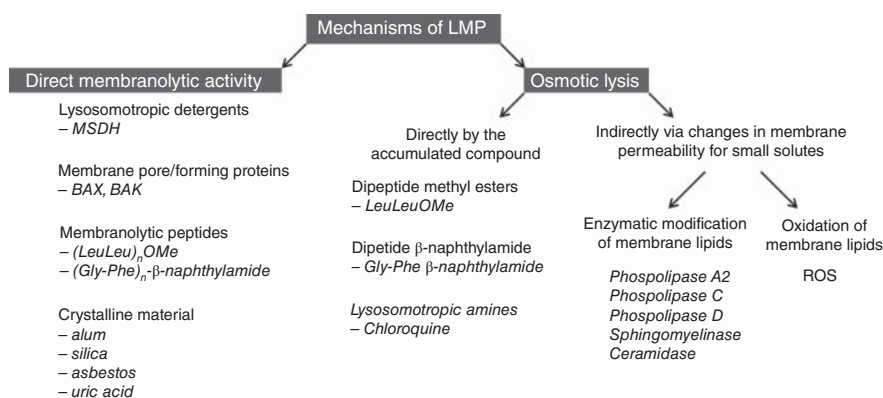 Mechanisms of LMP
Direct membranolytic activity
Lysosomotropic detergents
– MSDH
Membrane pore/forming proteins
– BAX, BAK
Membranolytic peptides
– (LeuLeu)nOMe
– (Gly-Phe)n-β-naphthylamide
Crystalline material
– alum
– silica
– asbestos
– uric acid
Osmotic lysis
Directly by the
accumulated compound
Dipeptide methyl esters
– LeuLeuOMe
Dipetide β-naphthylamide
– Gly-Phe β-naphthylamide
Lysosomotropic amines
– Chloroquine
Indirectly via changes in membrane
permeability for small solutes
Enzymatic modification
of membrane lipids
Phospolipase A2
Phospolipase C
Phospolipase D
Sphingomyelinase
Ceramidase
Oxidation of
membrane lipids
ROS